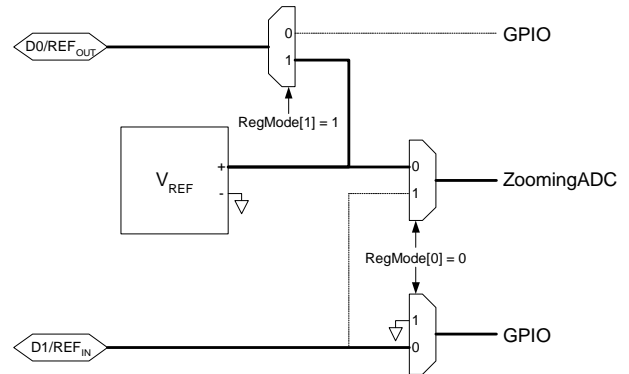 0
GPIO
D0/REFOUT
1
RegMode[1] = 1
VREF
+
-
0
ZoomingADC
1
RegMode[0] = 0
1
GPIO
D1/REFIN
0